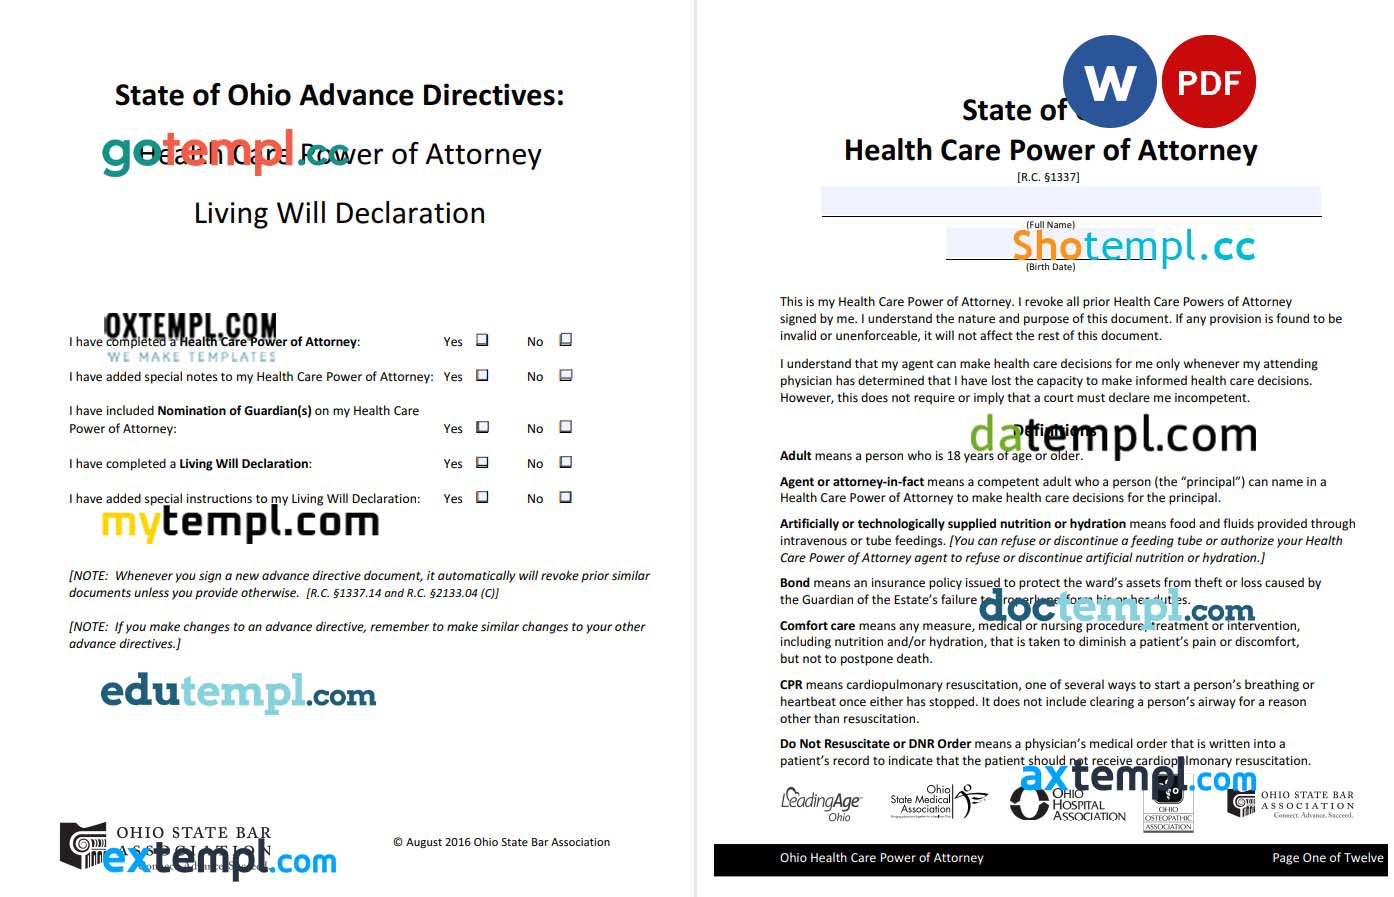 State of Ohio Advance Directives:
gotempl.cc
Health Care Power of Attorney
Living Will Declaration
OXTEMPL.COM
I have completed a Health Care Power of Attorney: Yes No
WE MAKE TEMPLATES
I have added special notes to my Health Care Power of Attorney: Yes No
I have included Nomination of Guardian(s) on my Health Care
Power of Attorney: Yes No
I have completed a Living Will Declaration: Yes No
I have added special instructions to my Living Will Declaration: Yes No
mytempl.com
[NOTE: Whenever you sign a new advance directive document, it automatically will revoke prior similar
documents unless you provide otherwise. [R.C. §1337.14 and R.C. §2133.04 (C)]
[NOTE: If you make changes to an advance directive, remember to make similar changes to your other
advance directives.]
edutempl.com
OHIO STATE BAR
ASSOCIATION
extempl.com
© August 2016 Ohio State Bar Association
W PDF
State of
Health Care Power of Attorney
[R.C. §1337]
(Full Name)
Shotempl.cc
(Birth Date)
This is my Health Care Power of Attorney. I revoke all prior Health Care Powers of Attorney
signed by me. I understand the nature and purpose of this document. If any provision is found to be
invalid or unenforceable, it will not affect the rest of this document.
I understand that my agent can make health care decisions for me only whenever my attending
physician has determined that I have lost the capacity to make informed health care decisions.
However, this does not require or imply that a court must declare me incompetent.
Definitions
datempl.com
Adult means a person who is 18 years of age or older.
Agent or attorney-in-fact means a competent adult who a person (the “principal”) can name in a
Health Care Power of Attorney to make health care decisions for the principal.
Artificially or technologically supplied nutrition or hydration means food and fluids provided through
intravenous or tube feedings. [You can refuse or discontinue a feeding tube or authorize your Health
Care Power of Attorney agent to refuse or discontinue artificial nutrition or hydration.]
Bond means an insurance policy issued to protect the ward’s assets from theft or loss caused by
the Guardian of the Estate’s failure to properly perform his or her duties.
doctempl.com
Comfort care means any measure, medical or nursing procedure, treatment or intervention,
including nutrition and/or hydration, that is taken to diminish a patient’s pain or discomfort,
but not to postpone death.
CPR means cardiopulmonary resuscitation, one of several ways to start a person’s breathing or
heartbeat once either has stopped. It does not include clearing a person’s airway for a reason
other than resuscitation.
Do Not Resuscitate or DNR Order means a physician’s medical order that is written into a
patient’s record to indicate that the patient should not receive cardiopulmonary resuscitation.
axtempl.com
LeadingAge
Ohio
Ohio
State Medical
Association
OHIO
HOSPITAL
ASSOCIATION
OHIO
OSTEOPATHIC
ASSOCIATION
OHIO STATE BAR
ASSOCIATION
Connect. Advance. Succeed.
Ohio Health Care Power of Attorney Page One of Twelve